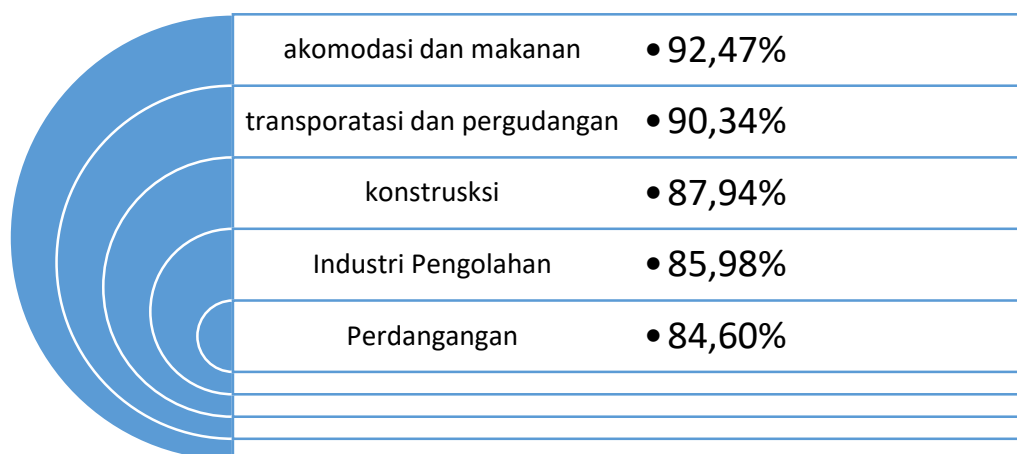 akomodasi dan makanan • 92,47%
transporatasi dan pergudangan • 90,34%
konstrusksi • 87,94%
Industri Pengolahan • 85,98%
Perdangangan • 84,60%